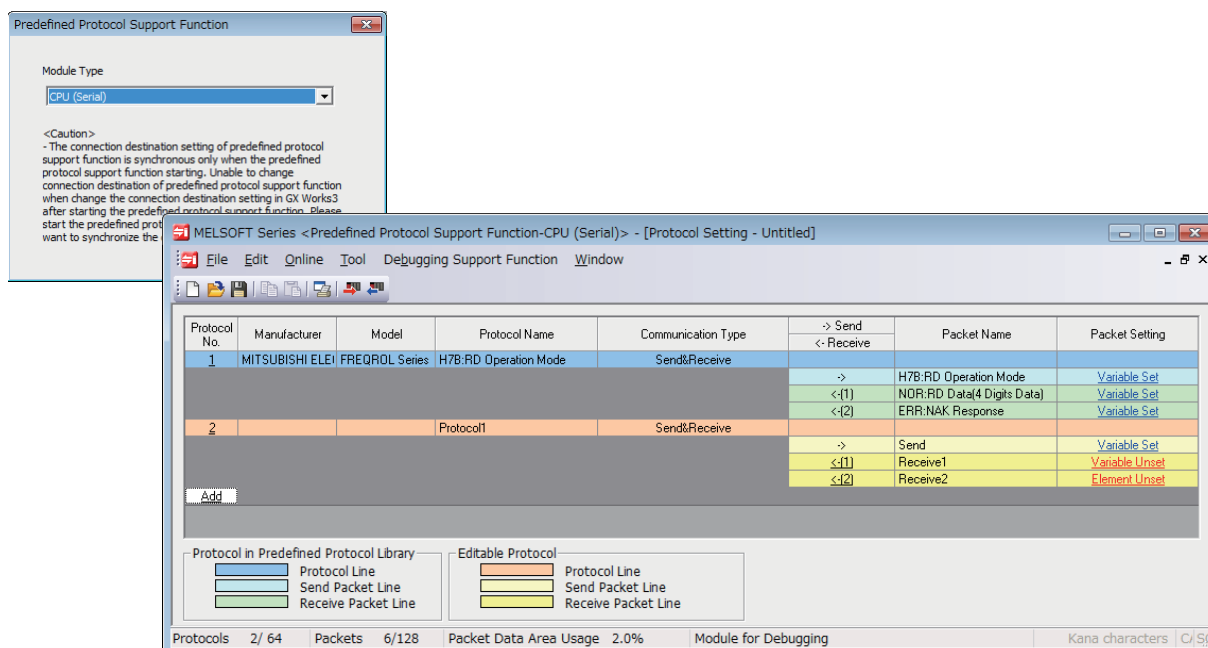 Predefined Protocol Support Function
Module Type
CPU (Serial)
<Caution>
- The connection destination setting of predefined protocol
support function is synchronous only when the predefined
protocol support function starting. Unable to change
connection destination of predefined protocol support function
when change the connection destination setting in GX Works3
after starting the predefined protocol support function. Please
start the predefined prot
want to synchronize the
MELSOFT Series <Predefined Protocol Support Function-CPU (Serial)> - [Protocol Setting - Untitled]
File Edit Online Tool Debugging Support Function Window
Protocol No. Manufacturer Model Protocol Name Communication Type -> Send <- Receive Packet Name Packet Setting
1 MITSUBISHI ELE FREQROL Series H7B:RD Operation Mode Send&Receive
-> H7B:RD Operation Mode Variable Set
<-(1) NOR:RD Data(4 Digits Data) Variable Set
<-(2) ERR:NAK Response Variable Set
2 Protocol1 Send&Receive
-> Send Variable Set
<-(1) Receive1 Variable Unset
<-(2) Receive2 Element Unset
Add
Protocol in Predefined Protocol Library
Protocol Line
Send Packet Line
Receive Packet Line
Editable Protocol
Protocol Line
Send Packet Line
Receive Packet Line
Protocols 2/ 64 Packets 6/128 Packet Data Area Usage 2.0% Module for Debugging Kana characters